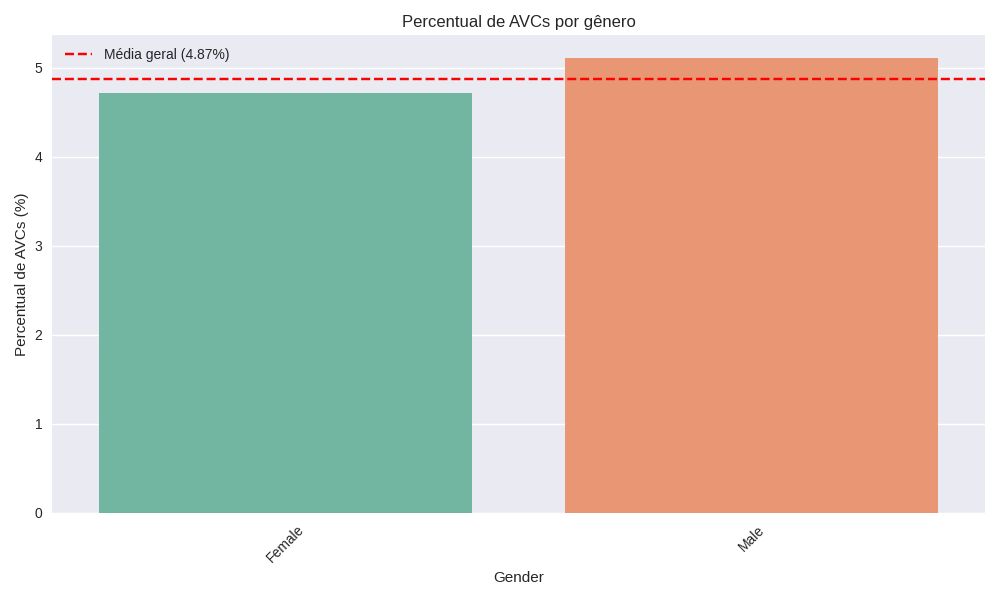 Percentual de AVCs por gênero
Média geral (4.87%)
Percentual de AVCs (%)
5
4
3
2
1
0
Female
Male
Gender